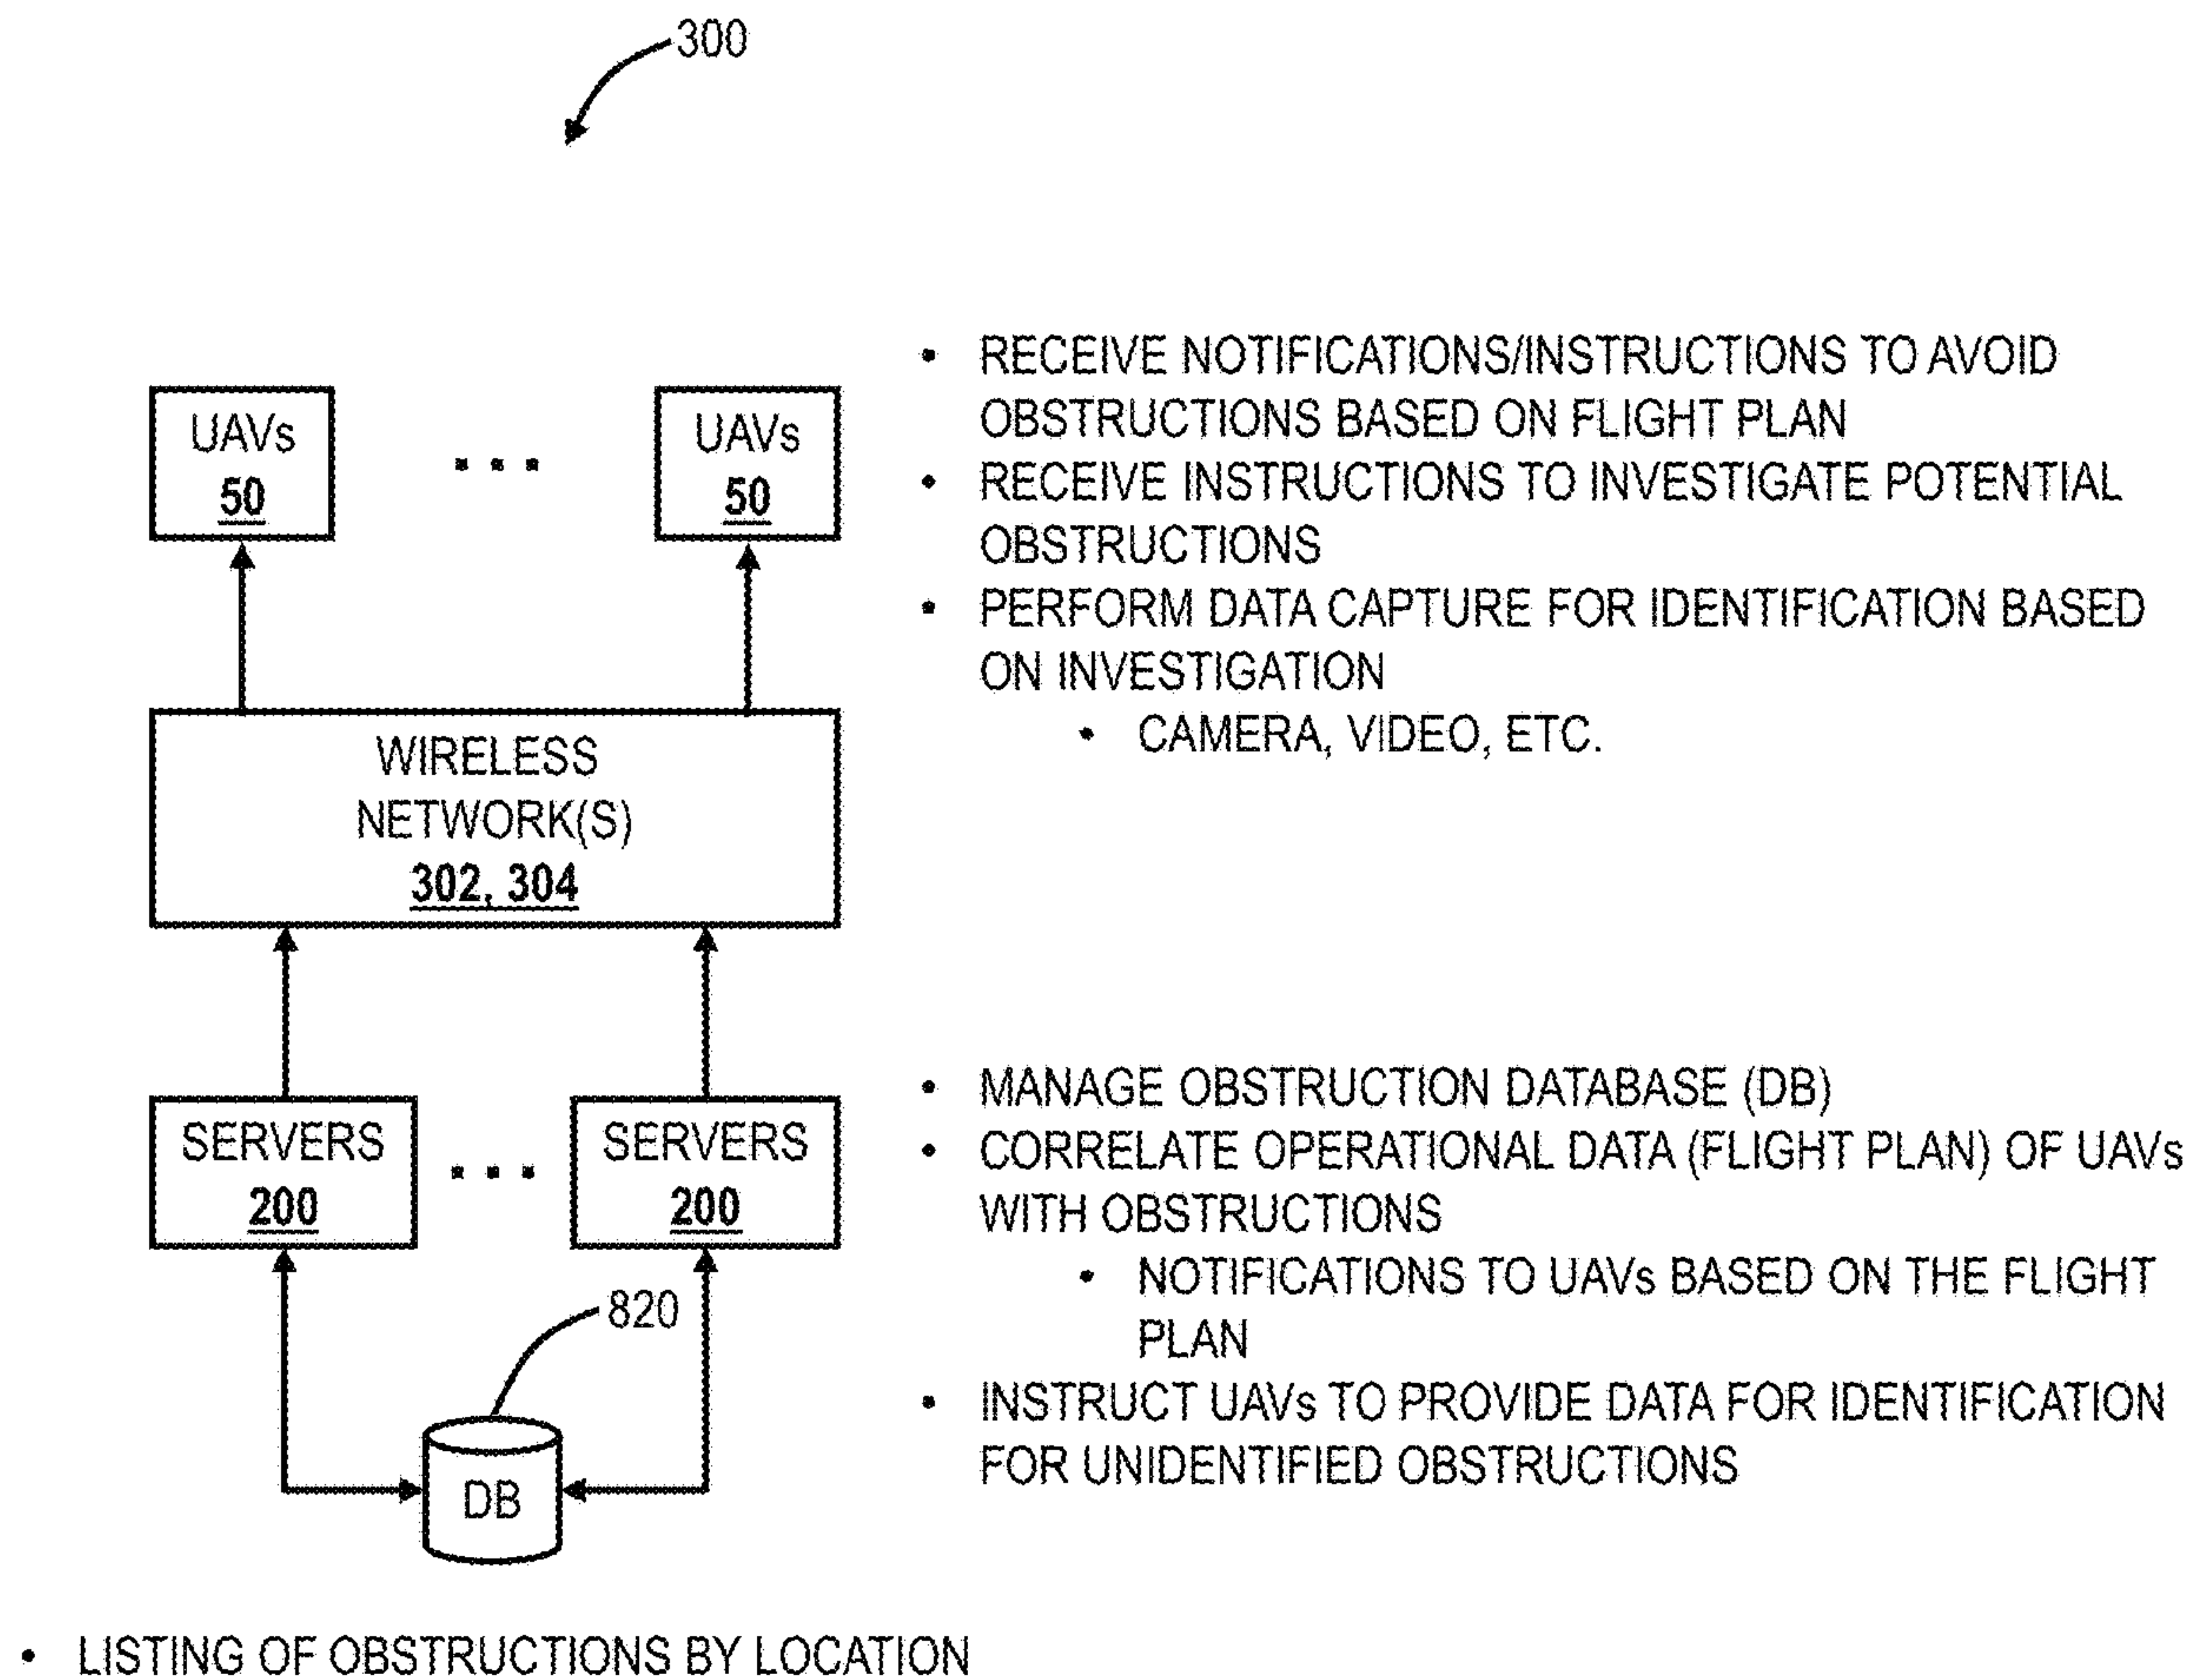 300
UAVs
50
. . .
UAVs
50
• RECEIVE NOTIFICATIONS/INSTRUCTIONS TO AVOID
OBSTRUCTIONS BASED ON FLIGHT PLAN
• RECEIVE INSTRUCTIONS TO INVESTIGATE POTENTIAL
OBSTRUCTIONS
• PERFORM DATA CAPTURE FOR IDENTIFICATION BASED
ON INVESTIGATION
• CAMERA, VIDEO, ETC.
WIRELESS
NETWORK(S)
302, 304
SERVERS
200
. . .
SERVERS
200
• MANAGE OBSTRUCTION DATABASE (DB)
• CORRELATE OPERATIONAL DATA (FLIGHT PLAN) OF UAVs
WITH OBSTRUCTIONS
• NOTIFICATIONS TO UAVs BASED ON THE FLIGHT
PLAN
• INSTRUCT UAVs TO PROVIDE DATA FOR IDENTIFICATION
FOR UNIDENTIFIED OBSTRUCTIONS
820
DB
• LISTING OF OBSTRUCTIONS BY LOCATION